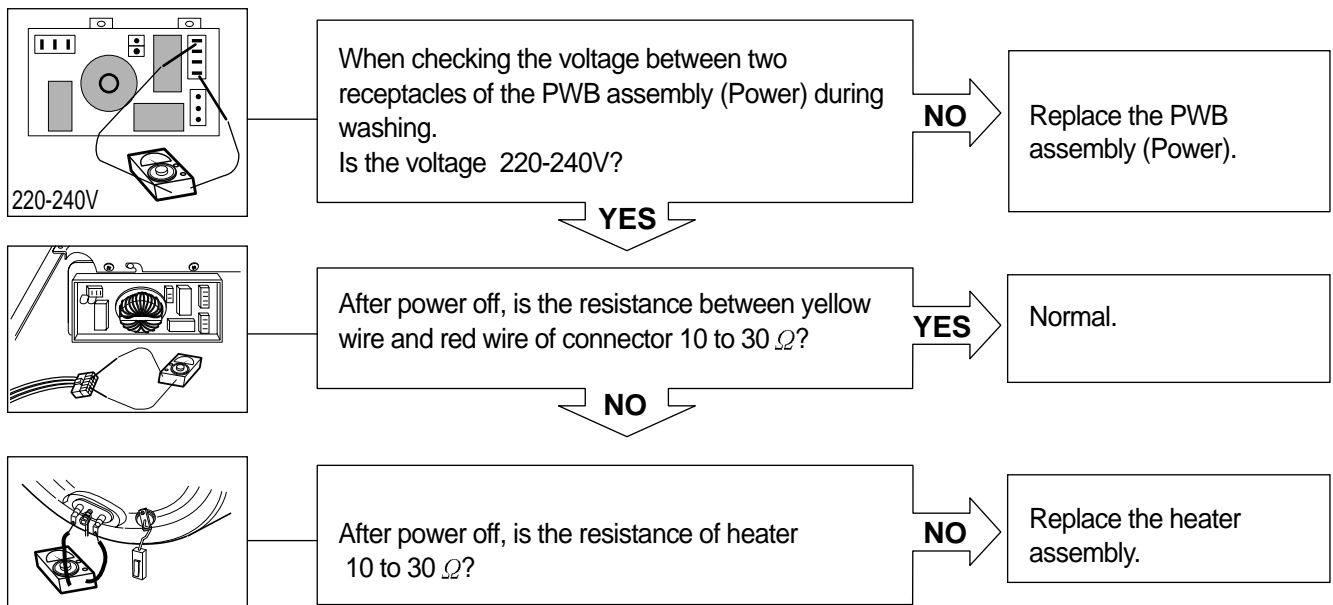 220-240V
When checking the voltage between two
receptacles of the PWB assembly (Power) during
washing.
Is the voltage 220-240V?
NO
Replace the PWB
assembly (Power).
YES
After power off, is the resistance between yellow
wire and red wire of connector 10 to 30 Ω?
YES
Normal.
NO
After power off, is the resistance of heater
10 to 30 Ω?
NO
Replace the heater
assembly.